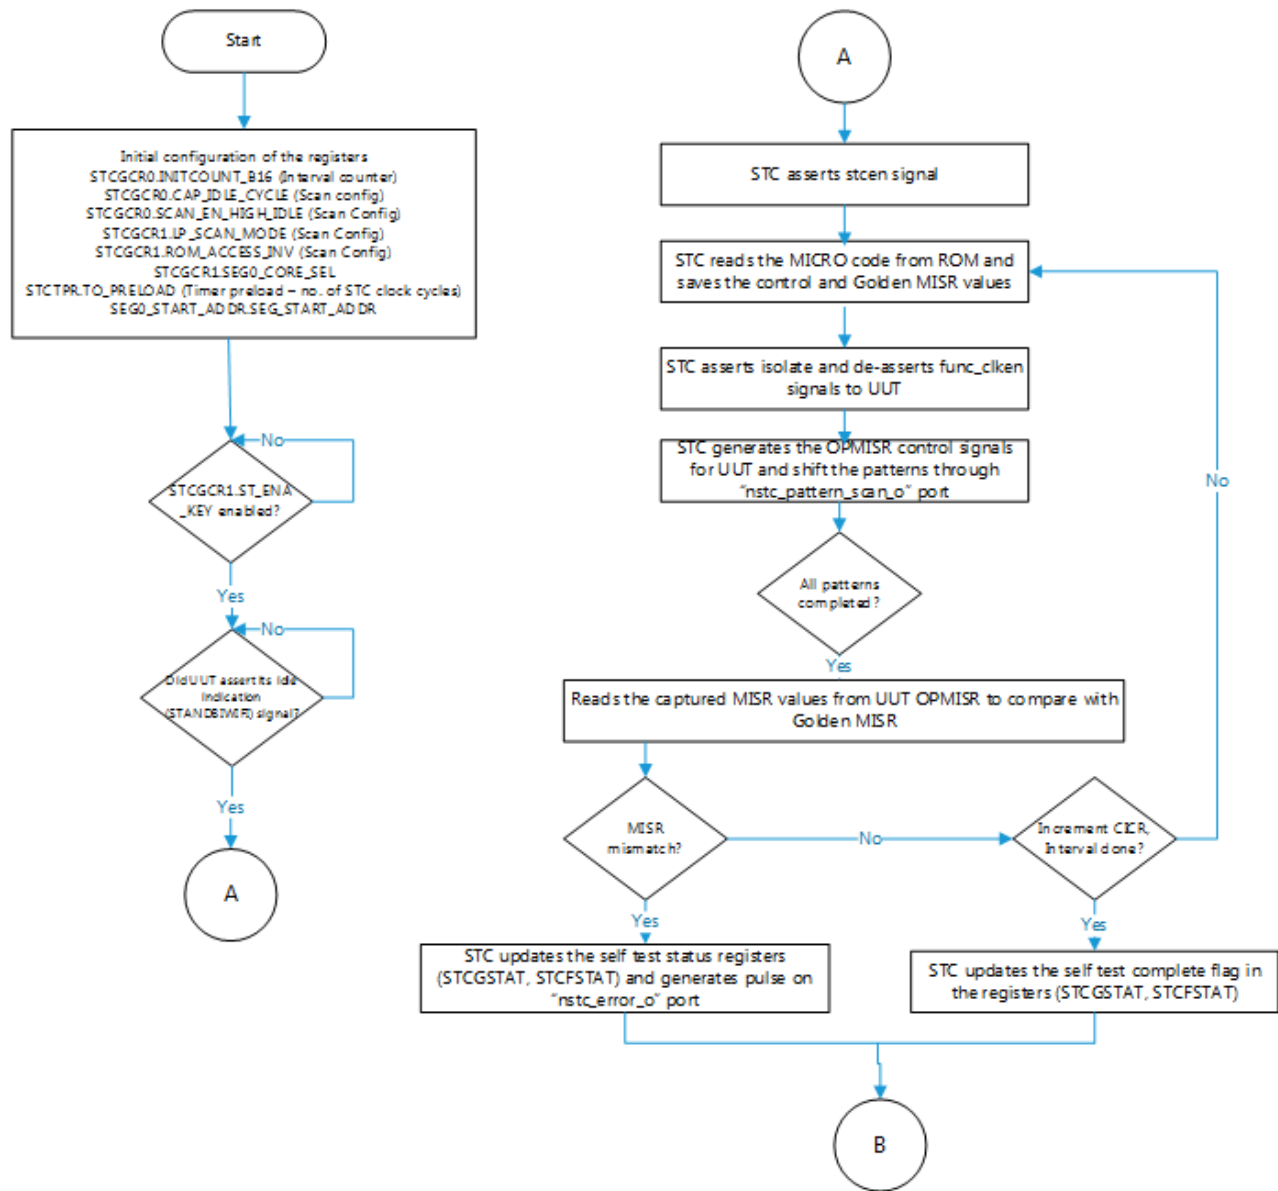 Start
Initial configuration of the registers
STCGCR0.INITCOUNT_B16 (Interval counter)
STCGCR0.CAP_IDLE_CYCLE (Scan config)
STCGCR0.SCAN_EN_HIGH_IDLE (Scan Config)
STCGCR1.LP_SCAN_MODE (Scan Config)
STCGCR1.ROM_ACCESS_INV (Scan Config)
STCGCR1.SEG0_CORE_SEL
STCTPR.TO_PRELOAD (Timer preload – no. of STC clock cycles)
SEG0_START_ADDR.SEG_START_ADDR
No
STCGCR1.ST_ENA
_KEY enabled?
Yes
No
Did UUT assert its idle
indication
(STANDBIWIFI) signal?
Yes
A
A
STC asserts stcen signal
STC reads the MICRO code from ROM and
saves the control and Golden MISR values
STC asserts isolate and de-asserts func_clken
signals to UUT
STC generates the OPMISR control signals
for UUT and shift the patterns through
“nstc_pattern_scan_o” port
No
All patterns
completed?
Yes
Reads the captured MISR values from UUT OPMISR to compare with
Golden MISR
MISR
mismatch?
No
Increment CICR,
Interval done?
Yes
Yes
STC updates the self test status registers
(STCGSTAT, STCFSTAT) and generates pulse on
“nstc_error_o” port
STC updates the self test complete flag in
the registers (STCGSTAT, STCFSTAT)
B